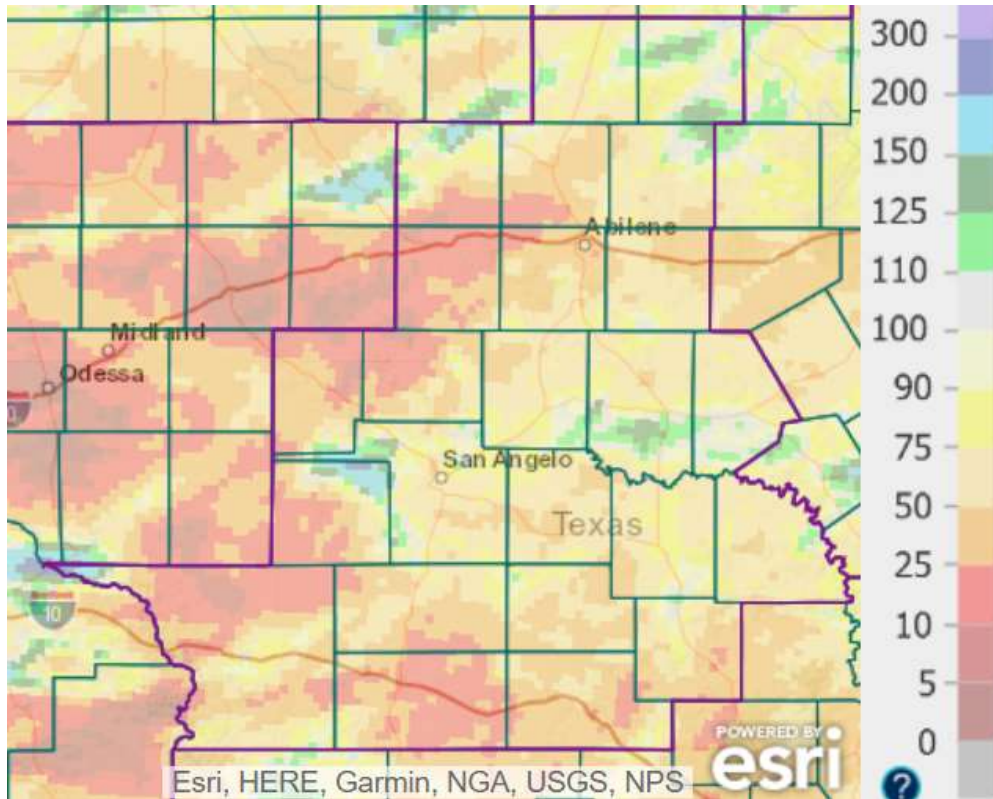 300
200
150
125
110
100
90
75
50
25
10
5
0
Abilene
Midland
Odessa
San Angelo
Texas
10
POWERED BY
esri
Esri, HERE, Garmin, NGA, USGS, NPS
?